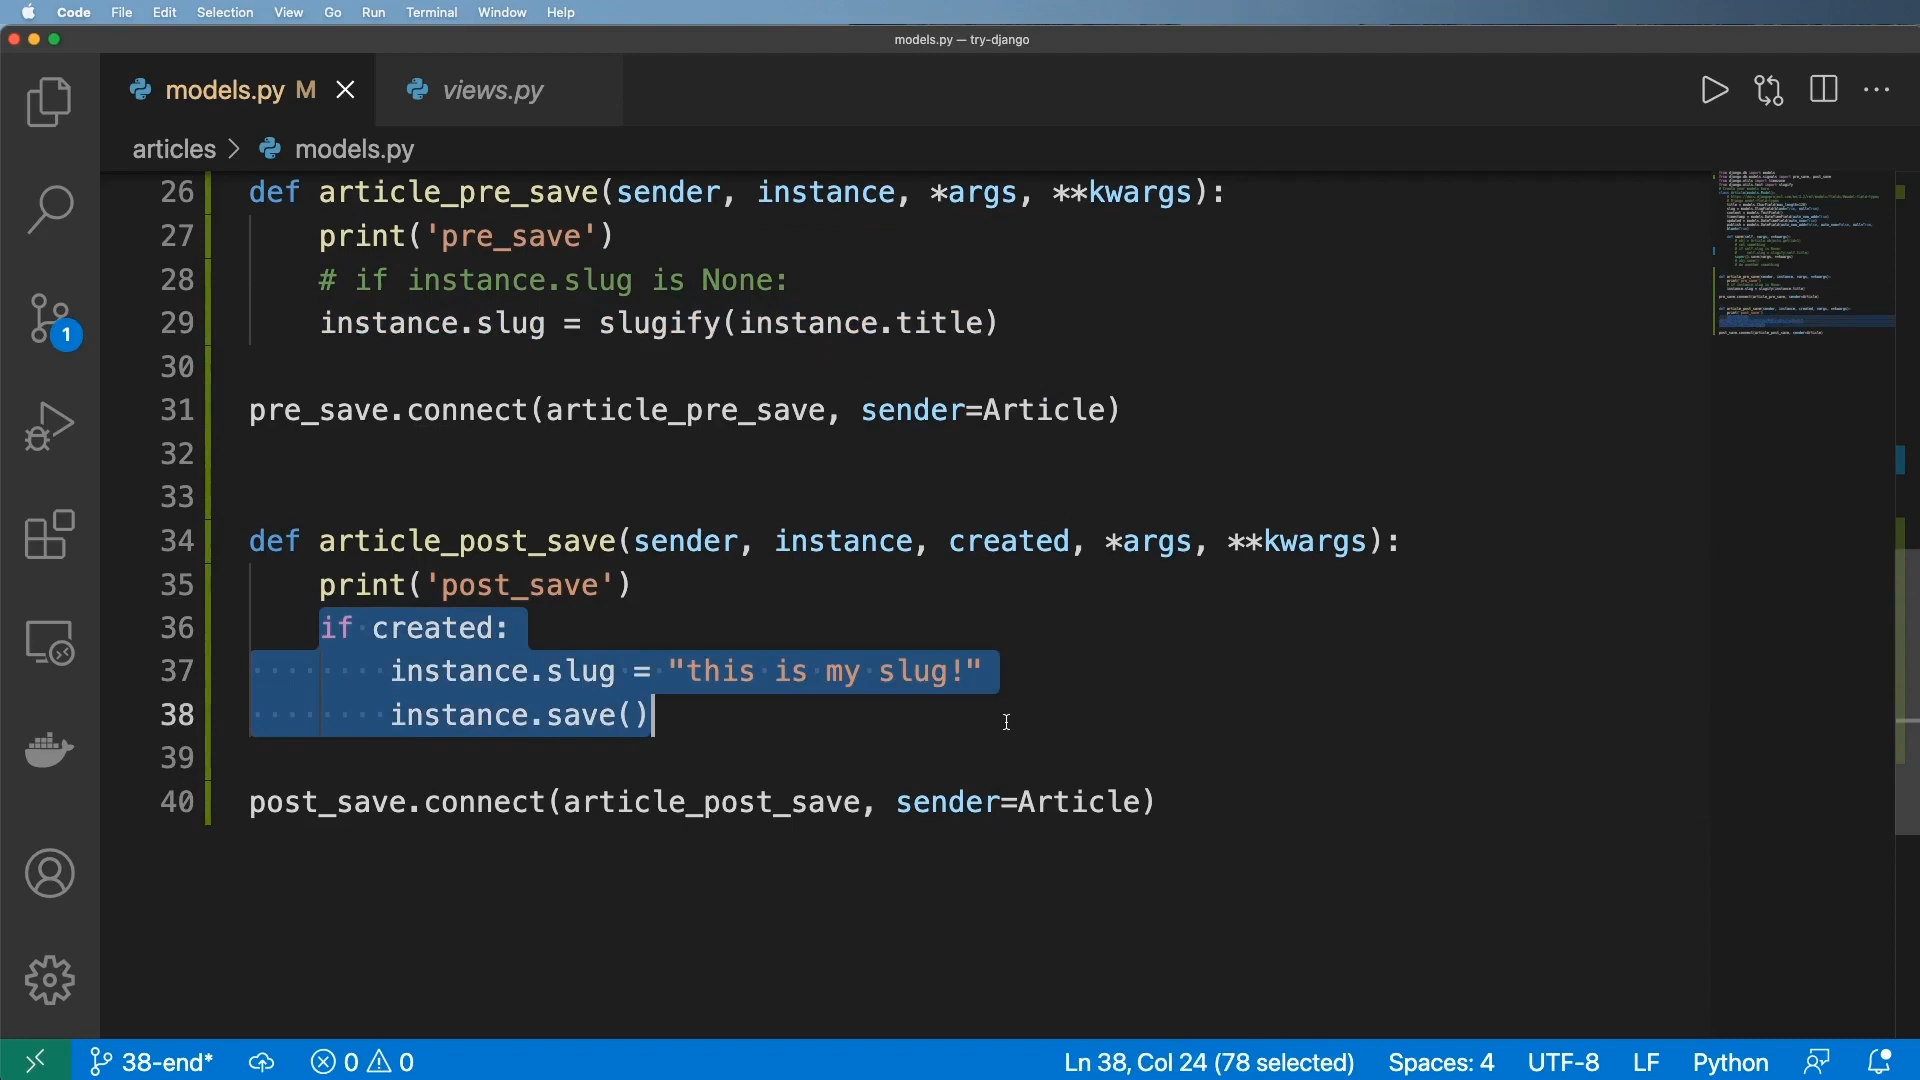 Code File Edit Selection View Go Run Terminal Window Help
models.py — try-django
models.py M views.py
articles > models.py
26 def article_pre_save(sender, instance, *args, **kwargs):
27 print('pre_save')
28 # if instance.slug is None:
29 instance.slug = slugify(instance.title)
30
31 pre_save.connect(article_pre_save, sender=Article)
32
33
34 def article_post_save(sender, instance, created, *args, **kwargs):
35 print('post_save')
36 if created:
37 instance.slug = "this is my slug!"
38 instance.save()
39
40 post_save.connect(article_post_save, sender=Article)
1
38-end* 0 0 Ln 38, Col 24 (78 selected) Spaces: 4 UTF-8 LF Python